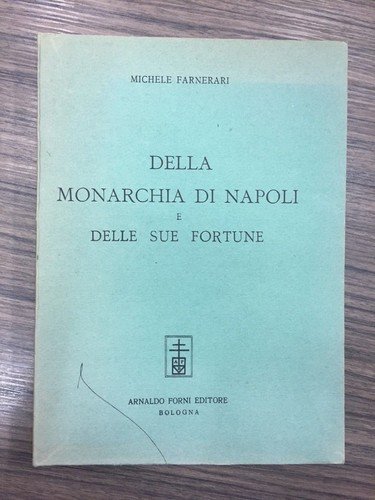 MICHELE FARNERARI
DELLA
MONARCHIA DI NAPOLI
E
DELLE SUE FORTUNE
A F
ARNALDO FORNI EDITORE
BOLOGNA